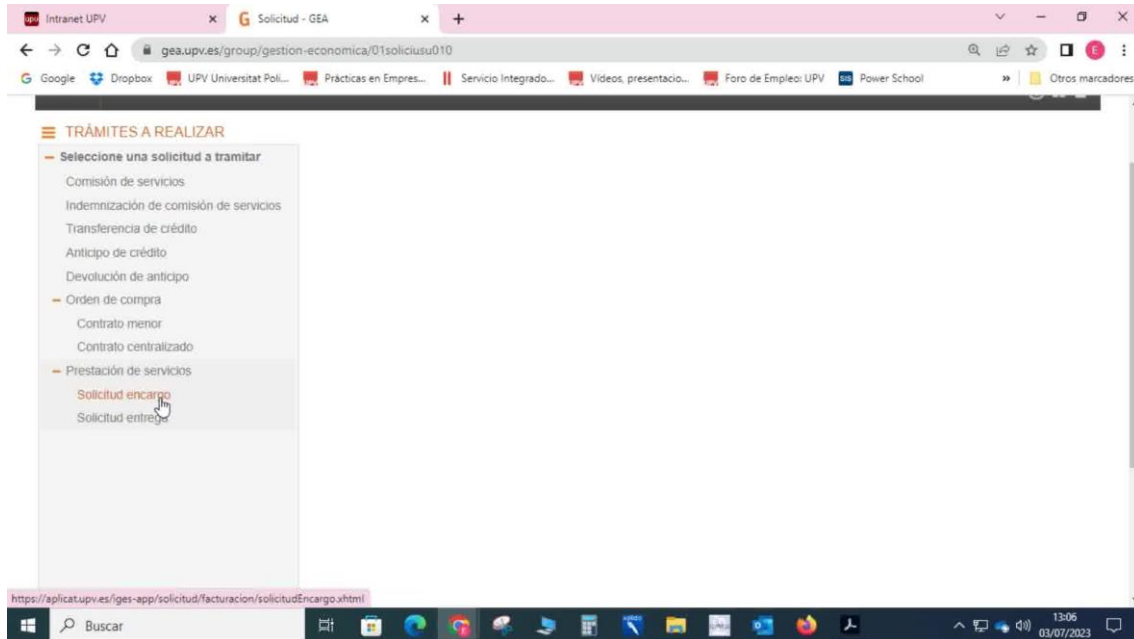 upv Intranet UPV
G Solicitud - GEA
gea.upv.es/group/gestion-economica/01soliciusu010
E
Google
Dropbox
UPV Universitat Poli...
Prácticas en Empres...
Servicio Integrado...
Vídeos, presentacio...
Foro de Empleo: UPV
SIS Power School
Otros marcadores
TRÁMITES A REALIZAR
Seleccione una solicitud a tramitar
Comisión de servicios
Indemnización de comisión de servicios
Transferencia de crédito
Anticipo de crédito
Devolución de anticipo
Orden de compra
Contrato menor
Contrato centralizado
Prestación de servicios
Solicitud encargo
Solicitud entrega
https://aplicat.upv.es/iges-app/solicitud/facturacion/solicitudEncargo.xhtml
Buscar
13:06
03/07/2023